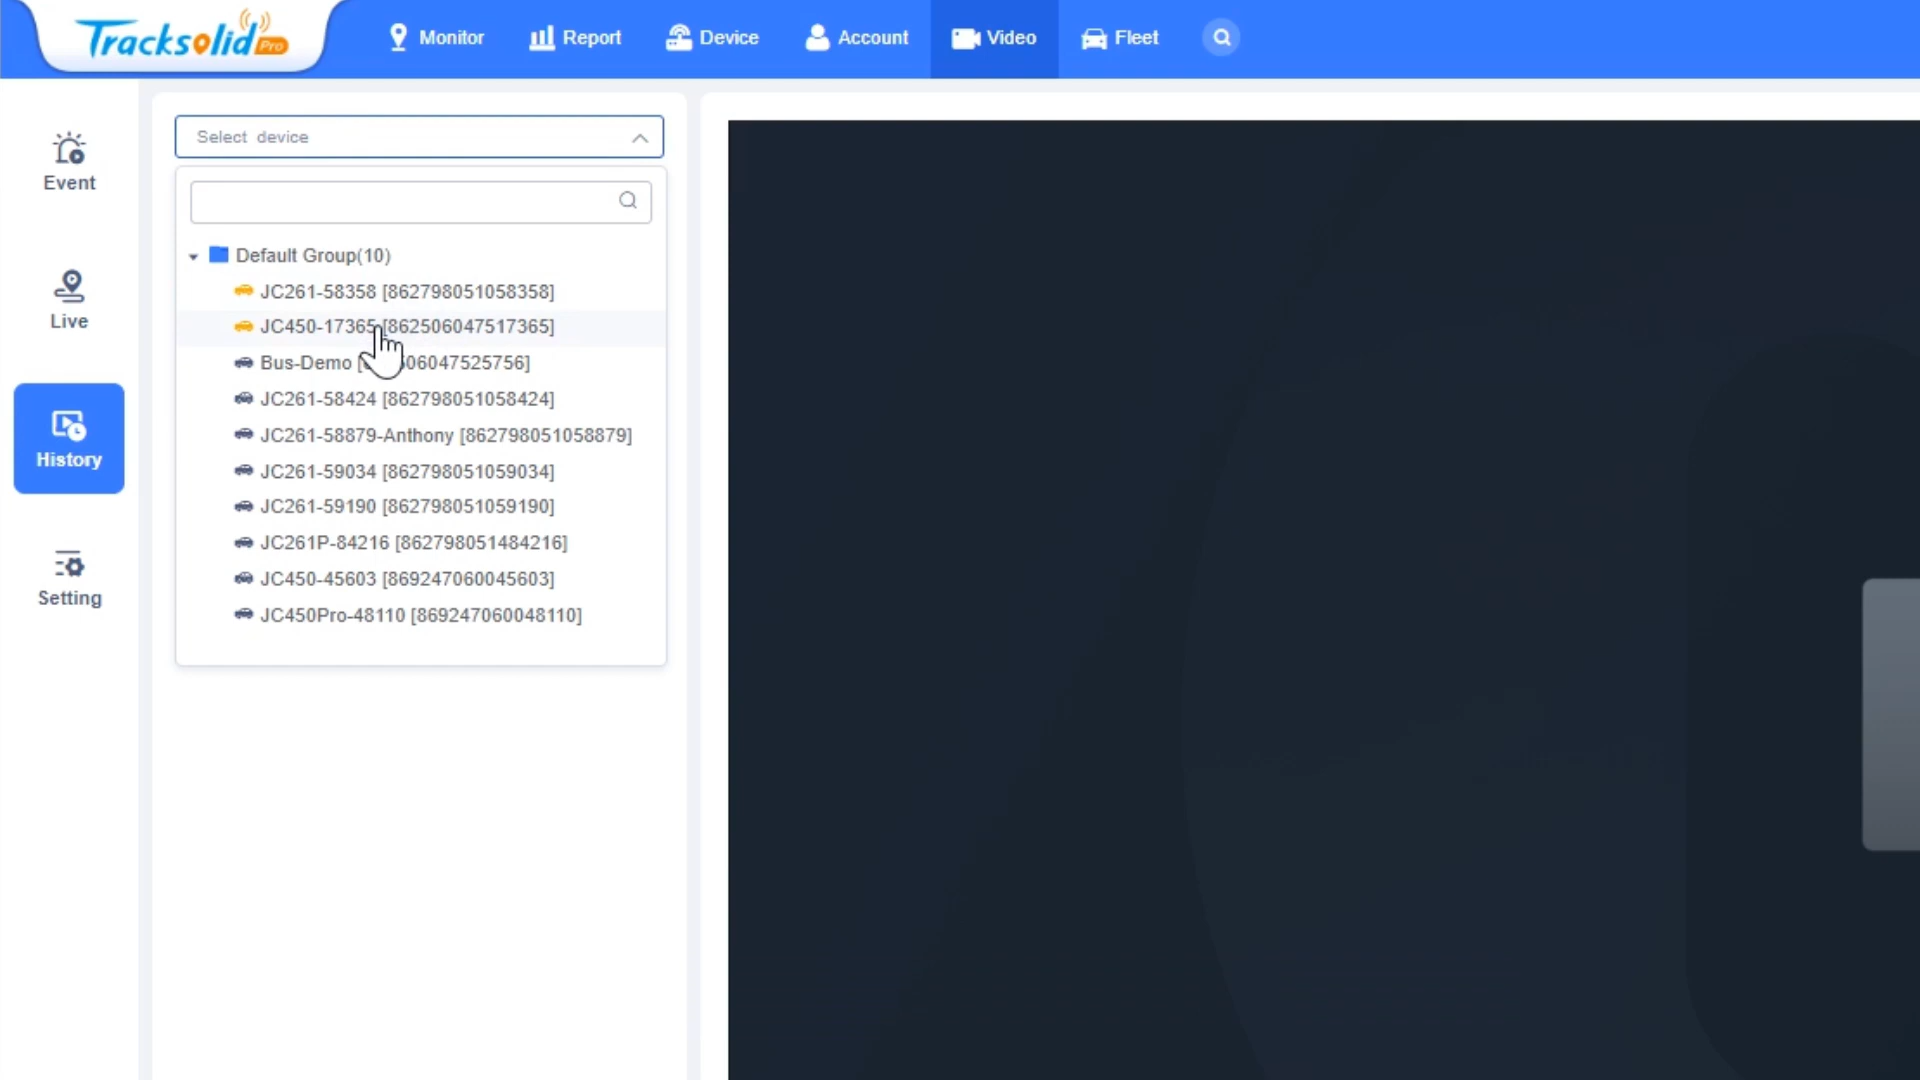 Tracksolid Pro
Monitor Report Device Account Video Fleet
Event
Live
History
Setting
Select device
Default Group(10)
JC261-58358 [862798051058358]
JC450-17365 [862506047517365]
Bus-Demo 06047525756]
JC261-58424 [862798051058424]
JC261-58879-Anthony [862798051058879]
JC261-59034 [862798051059034]
JC261-59190 [862798051059190]
JC261P-84216 [862798051484216]
JC450-45603 [869247060045603]
JC450Pro-48110 [869247060048110]